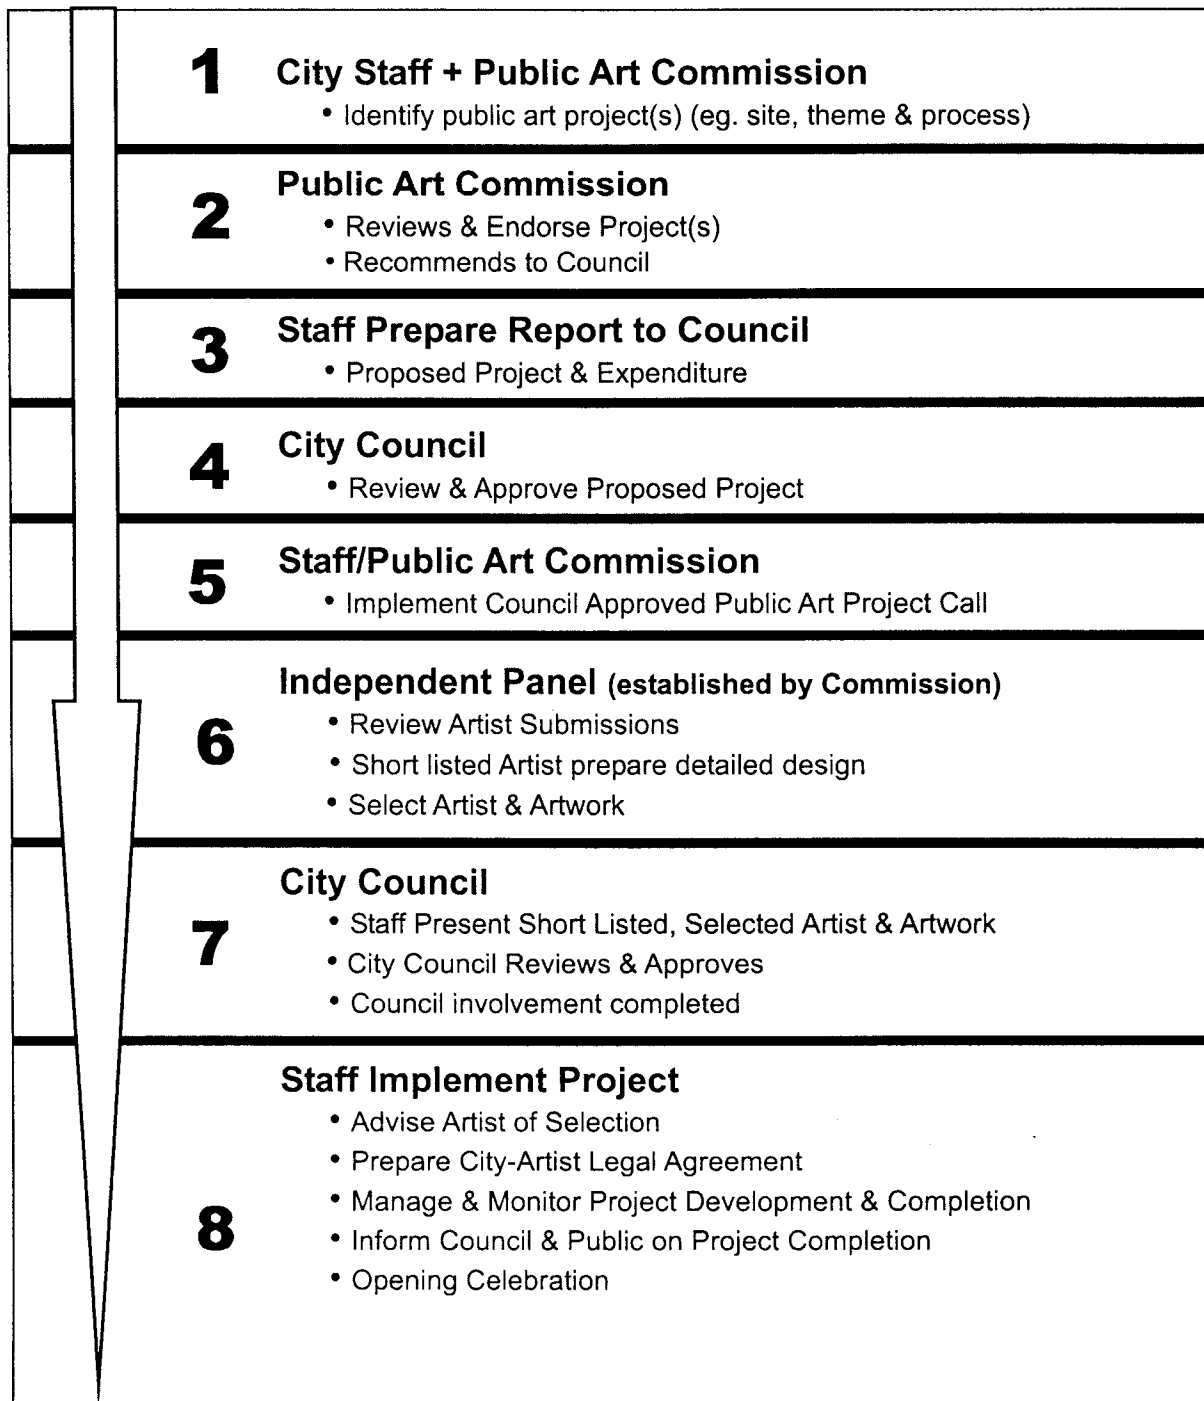 1 City Staff + Public Art Commission
• Identify public art project(s) (eg. site, theme & process)
2 Public Art Commission
• Reviews & Endorse Project(s)
• Recommends to Council
3 Staff Prepare Report to Council
• Proposed Project & Expenditure
4 City Council
• Review & Approve Proposed Project
5 Staff/Public Art Commission
• Implement Council Approved Public Art Project Call
6 Independent Panel (established by Commission)
• Review Artist Submissions
• Short listed Artist prepare detailed design
• Select Artist & Artwork
7 City Council
• Staff Present Short Listed, Selected Artist & Artwork
• City Council Reviews & Approves
• Council involvement completed
8 Staff Implement Project
• Advise Artist of Selection
• Prepare City-Artist Legal Agreement
• Manage & Monitor Project Development & Completion
• Inform Council & Public on Project Completion
• Opening Celebration